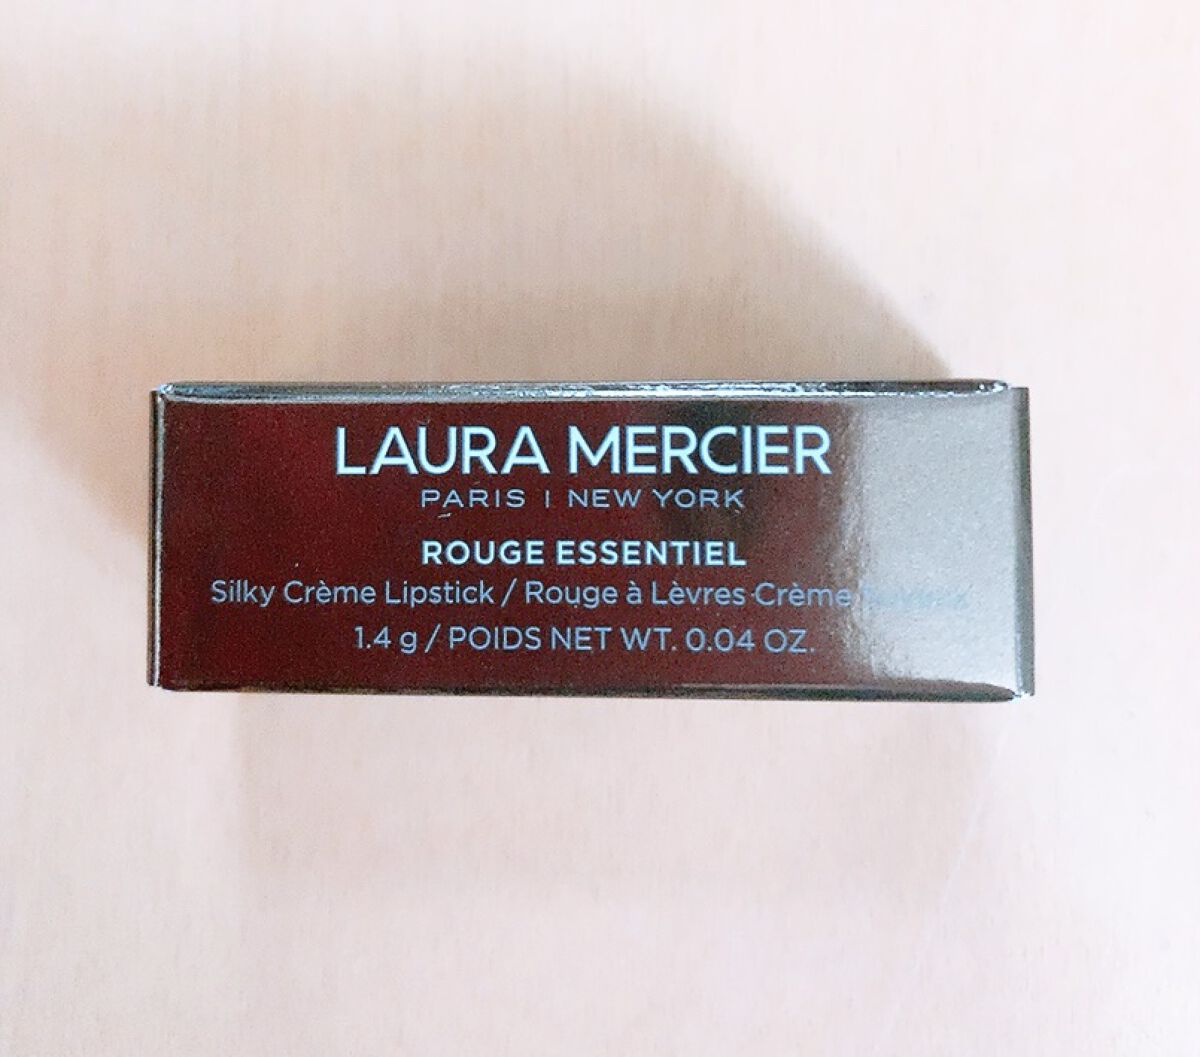 LAURA MERCIER
PARIS | NEW YORK
ROUGE ESSENTIEL
Silky Crème Lipstick / Rouge à Lèvres Crème
1.4 g / POIDS NET WT. 0.04 OZ.